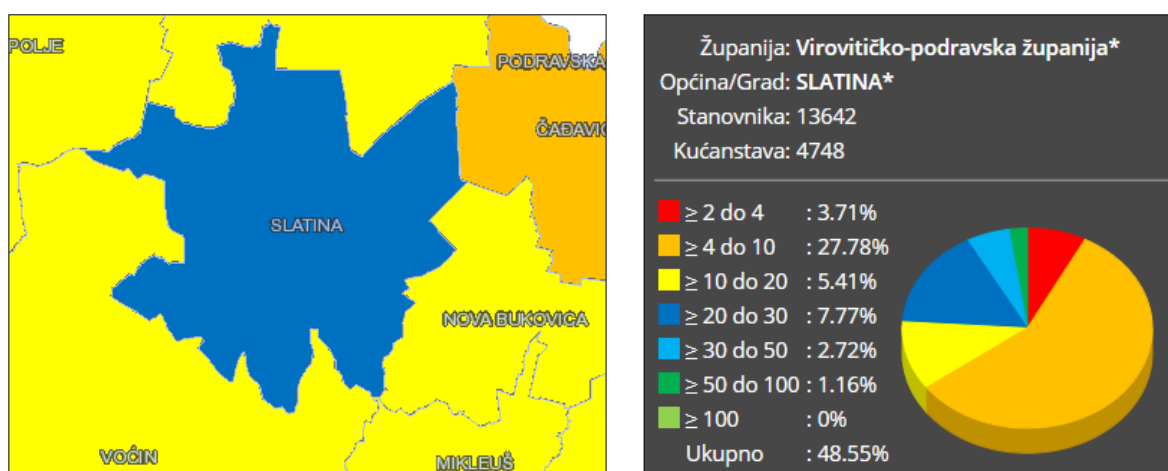 POLJE
PODRAVSKA
ČAĐAVIC
SLATINA
NOVA BUKOVICA
VOĆIN
MIKLEUŠ
Županija: Virovitičko-podravska županija*
Općina/Grad: SLATINA*
Stanovnika: 13642
Kućanstava: 4748
≥ 2 do 4 : 3.71%
≥ 4 do 10 : 27.78%
≥ 10 do 20 : 5.41%
≥ 20 do 30 : 7.77%
≥ 30 do 50 : 2.72%
≥ 50 do 100 : 1.16%
≥ 100 : 0%
Ukupno : 48.55%